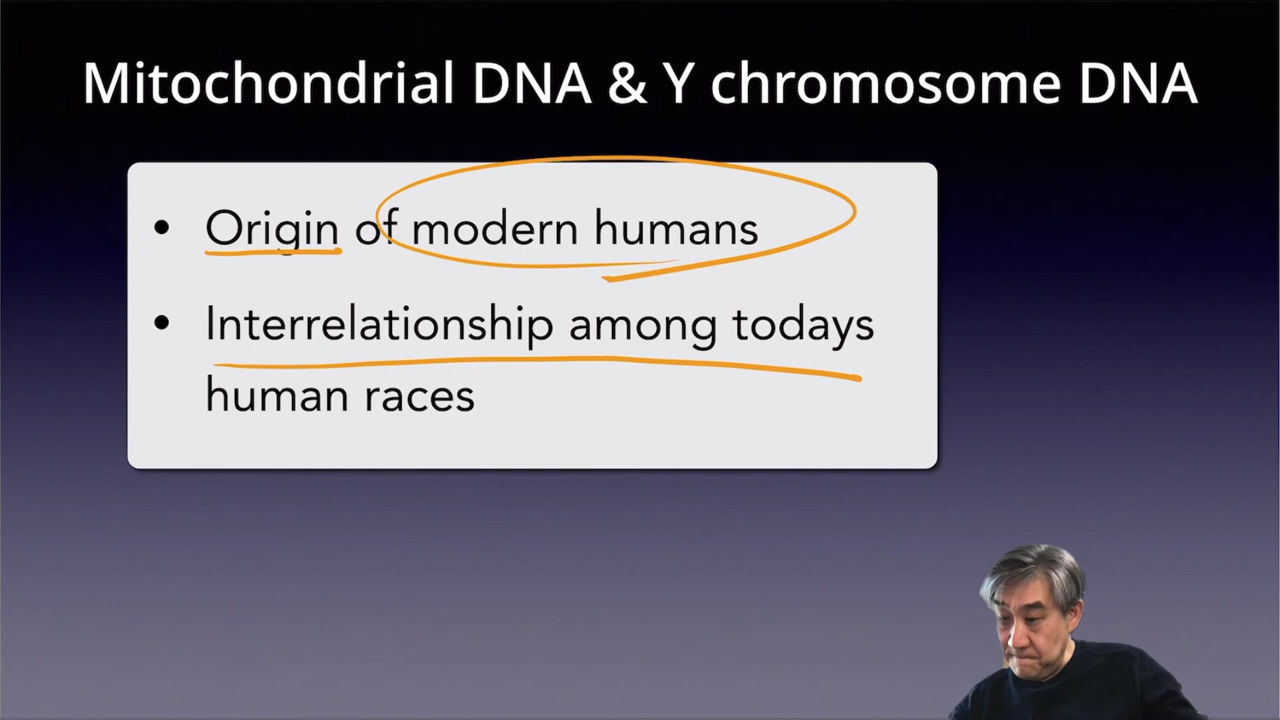 Mitochondrial DNA & Y chromosome DNA
• Origin of modern humans
• Interrelationship among todays
human races